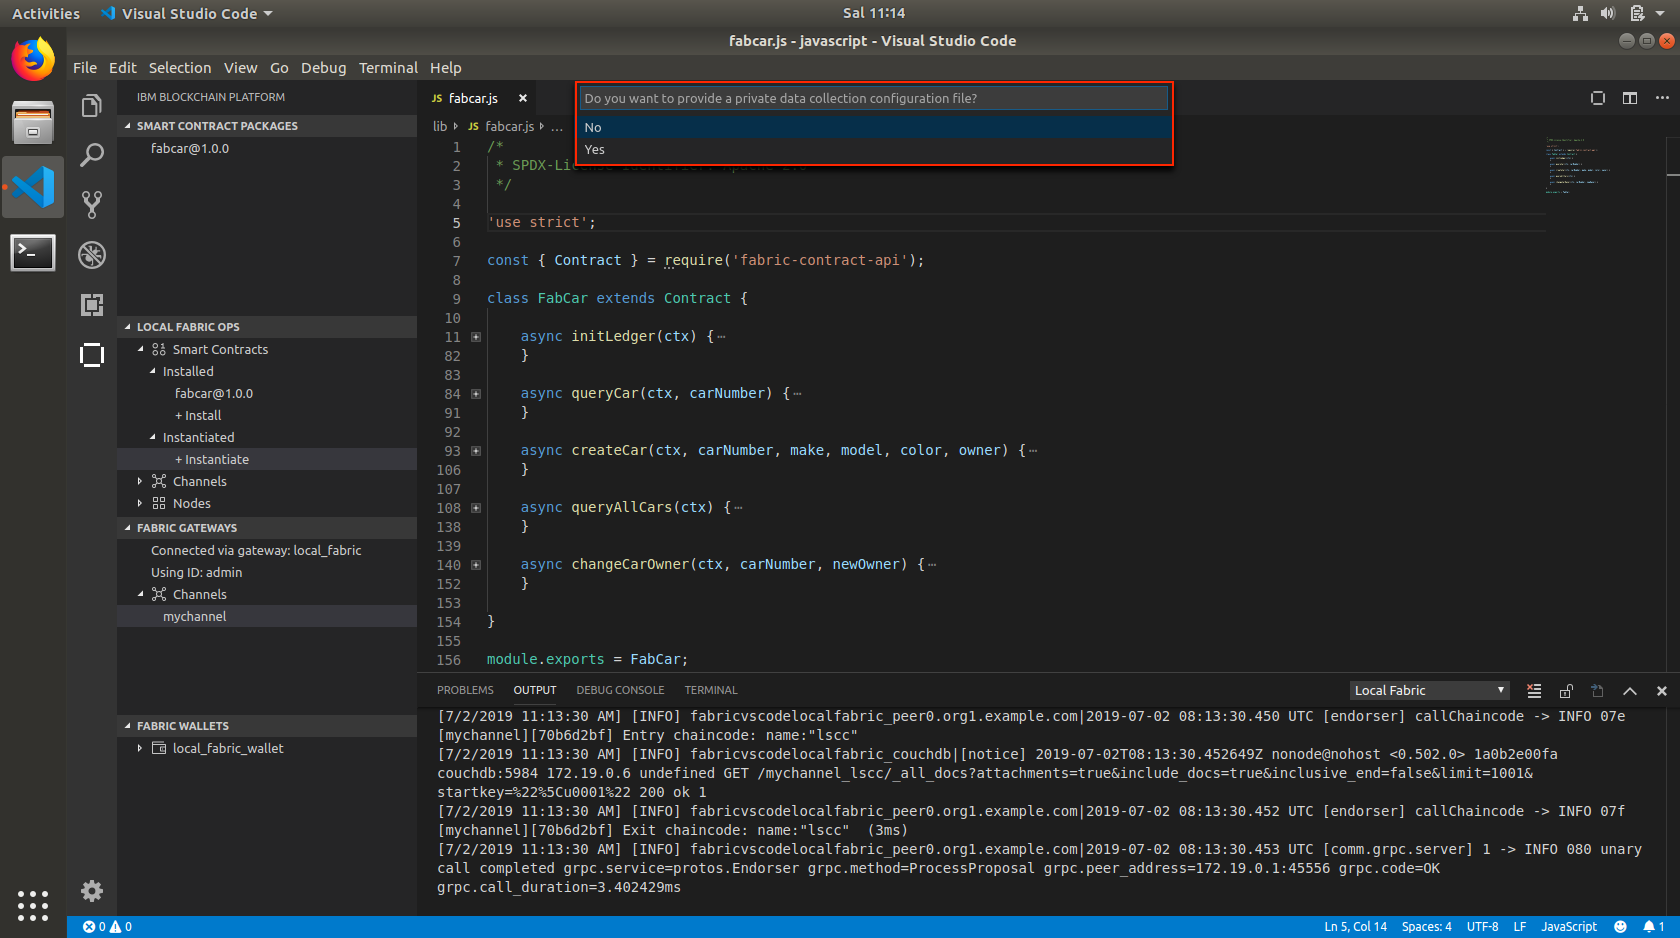 Activities
Visual Studio Code
Sal 11:14
fabcar.js - javascript - Visual Studio Code
File Edit Selection View Go Debug Terminal Help
IBM BLOCKCHAIN PLATFORM
SMART CONTRACT PACKAGES
fabcar@1.0.0
LOCAL FABRIC OPS
Smart Contracts
Installed
fabcar@1.0.0
+ Install
Instantiated
+ Instantiate
Channels
Nodes
FABRIC GATEWAYS
Connected via gateway: local_fabric
Using ID: admin
Channels
mychannel
FABRIC WALLETS
local_fabric_wallet
JS fabcar.js
Do you want to provide a private data collection configuration file?
No
Yes
lib JS fabcar.js ...
1 /*
2 * SPDX-Li
3 */
4
5 'use strict';
6
7 const { Contract } = require('fabric-contract-api');
8
9 class FabCar extends Contract {
10
11 async initLedger(ctx) {⋯
82 }
83
84 async queryCar(ctx, carNumber) {⋯
91 }
92
93 async createCar(ctx, carNumber, make, model, color, owner) {⋯
106 }
107
108 async queryAllCars(ctx) {⋯
138 }
139
140 async changeCarOwner(ctx, carNumber, newOwner) {⋯
152 }
153
154 }
155
156 module.exports = FabCar;
PROBLEMS OUTPUT DEBUG CONSOLE TERMINAL
Local Fabric
[7/2/2019 11:13:30 AM] [INFO] fabricvscodelocalfabric_peer0.org1.example.com|2019-07-02 08:13:30.450 UTC [endorser] callChaincode -> INFO 07e
[mychannel][70b6d2bf] Entry chaincode: name:"lscc"
[7/2/2019 11:13:30 AM] [INFO] fabricvscodelocalfabric_couchdb|[notice] 2019-07-02T08:13:30.452649Z nonode@nohost <0.502.0> 1a0b2e00fa
couchdb:5984 172.19.0.6 undefined GET /mychannel_lscc/_all_docs?attachments=true&include_docs=true&inclusive_end=false&limit=1001&
startkey=%22%5Cu0001%22 200 ok 1
[7/2/2019 11:13:30 AM] [INFO] fabricvscodelocalfabric_peer0.org1.example.com|2019-07-02 08:13:30.452 UTC [endorser] callChaincode -> INFO 07f
[mychannel][70b6d2bf] Exit chaincode: name:"lscc" (3ms)
[7/2/2019 11:13:30 AM] [INFO] fabricvscodelocalfabric_peer0.org1.example.com|2019-07-02 08:13:30.453 UTC [comm.grpc.server] 1 -> INFO 080 unary
call completed grpc.service=protos.Endorser grpc.method=ProcessProposal grpc.peer_address=172.19.0.1:45556 grpc.code=OK
grpc.call_duration=3.402429ms
0 0
Ln 5, Col 14 Spaces: 4 UTF-8 LF JavaScript 1